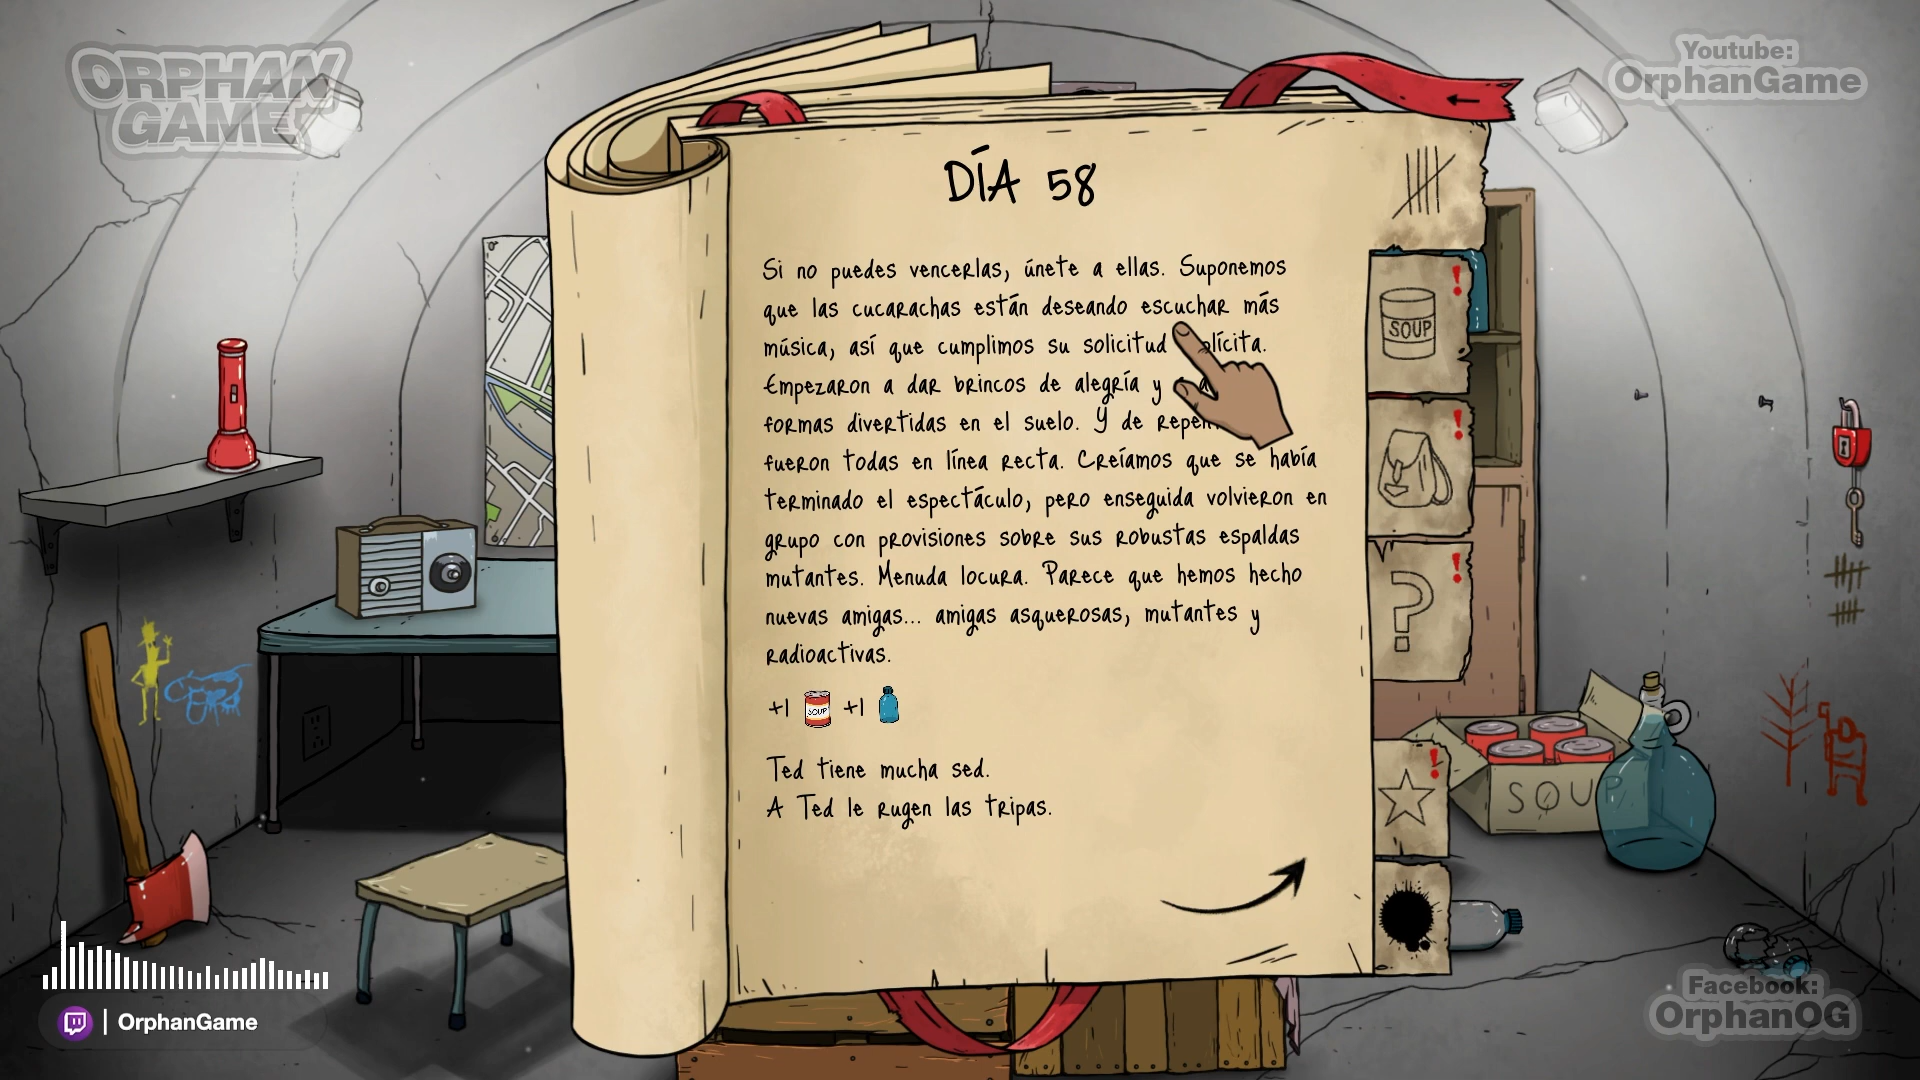 ORPHAN
GAME
Youtube:
OrphanGame
DÍA 58
Si no puedes vencerlas, únete a ellas. Suponemos
que las cucarachas están deseando escuchar más
música, así que cumplimos su solicitud
Empezaron a dar brincos de alegría y
formas divertidas en el suelo. Y de
fueron todas en línea recta. Creíamos que se había
terminado el espectáculo, pero enseguida volvieron en
grupo con provisiones sobre sus robustas espaldas
mutantes. Menuda locura. Parece que hemos hecho
nuevas amigas... amigas asquerosas, mutantes y
radioactivas.
+1 SOUP +1
Ted tiene mucha sed.
A Ted le rugen las tripas.
SOUP
!
!
?
!
!
SOUP
OrphanGame
Facebook:
OrphanOG